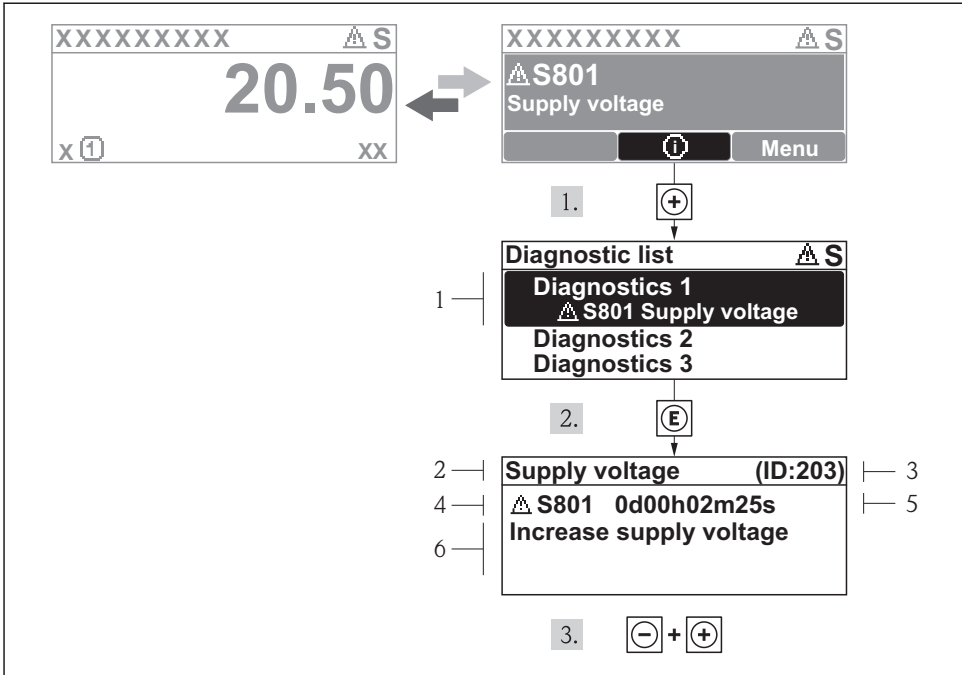 XXXXXXXXX ⚠ S
20.50
x 1 xx
XXXXXXXXX ⚠ S
⚠ S801
Supply voltage
i Menu
1. +
Diagnostic list ⚠ S
1
Diagnostics 1
⚠ S801 Supply voltage
Diagnostics 2
Diagnostics 3
2. E
2 Supply voltage (ID:203) 3
4 ⚠ S801 0d00h02m25s 5
6 Increase supply voltage
3. - + +